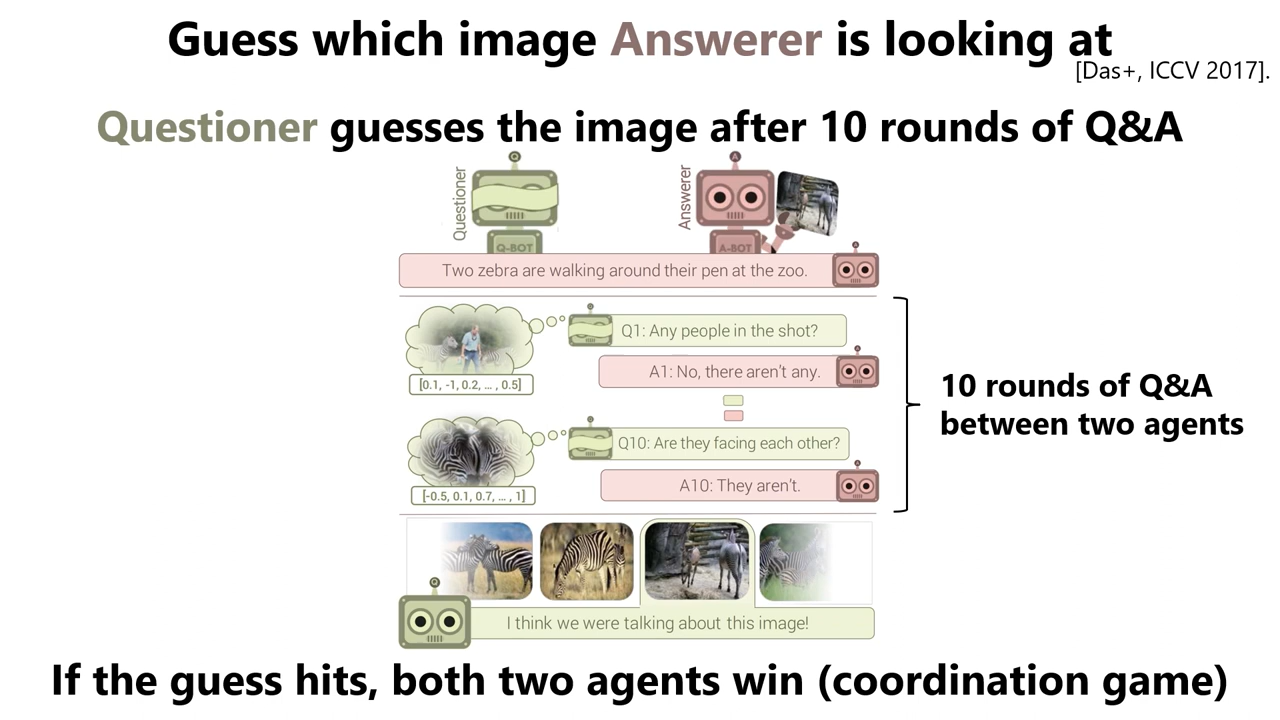 Guess which image Answerer is looking at
[Das+, ICCV 2017].
Questioner guesses the image after 10 rounds of Q&A
Questioner
Q
Q-BOT
Answerer
A
A-BOT
Two zebra are walking around their pen at the zoo.
A
[0.1, -1, 0.2, ... , 0.5]
Q
Q1: Any people in the shot?
A1: No, there aren't any.
A
10 rounds of Q&A
between two agents
[-0.5, 0.1, 0.7, ... , 1]
Q
Q10: Are they facing each other?
A10: They aren't.
A
Q
I think we were talking about this image!
If the guess hits, both two agents win (coordination game)